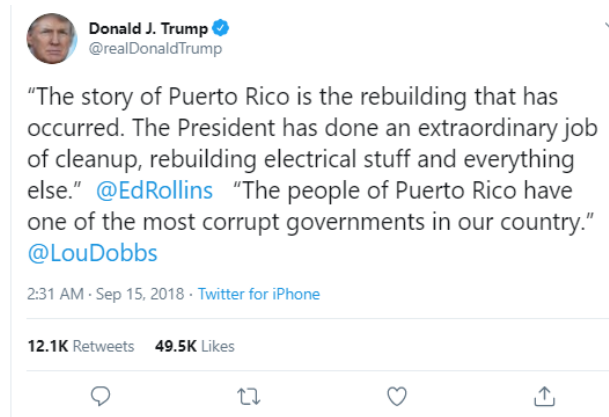 Donald J. Trump
@realDonaldTrump
“The story of Puerto Rico is the rebuilding that has
occurred. The President has done an extraordinary job
of cleanup, rebuilding electrical stuff and everything
else.” @EdRollins “The people of Puerto Rico have
one of the most corrupt governments in our country.”
@LouDobbs
2:31 AM · Sep 15, 2018 · Twitter for iPhone
12.1K Retweets 49.5K Likes